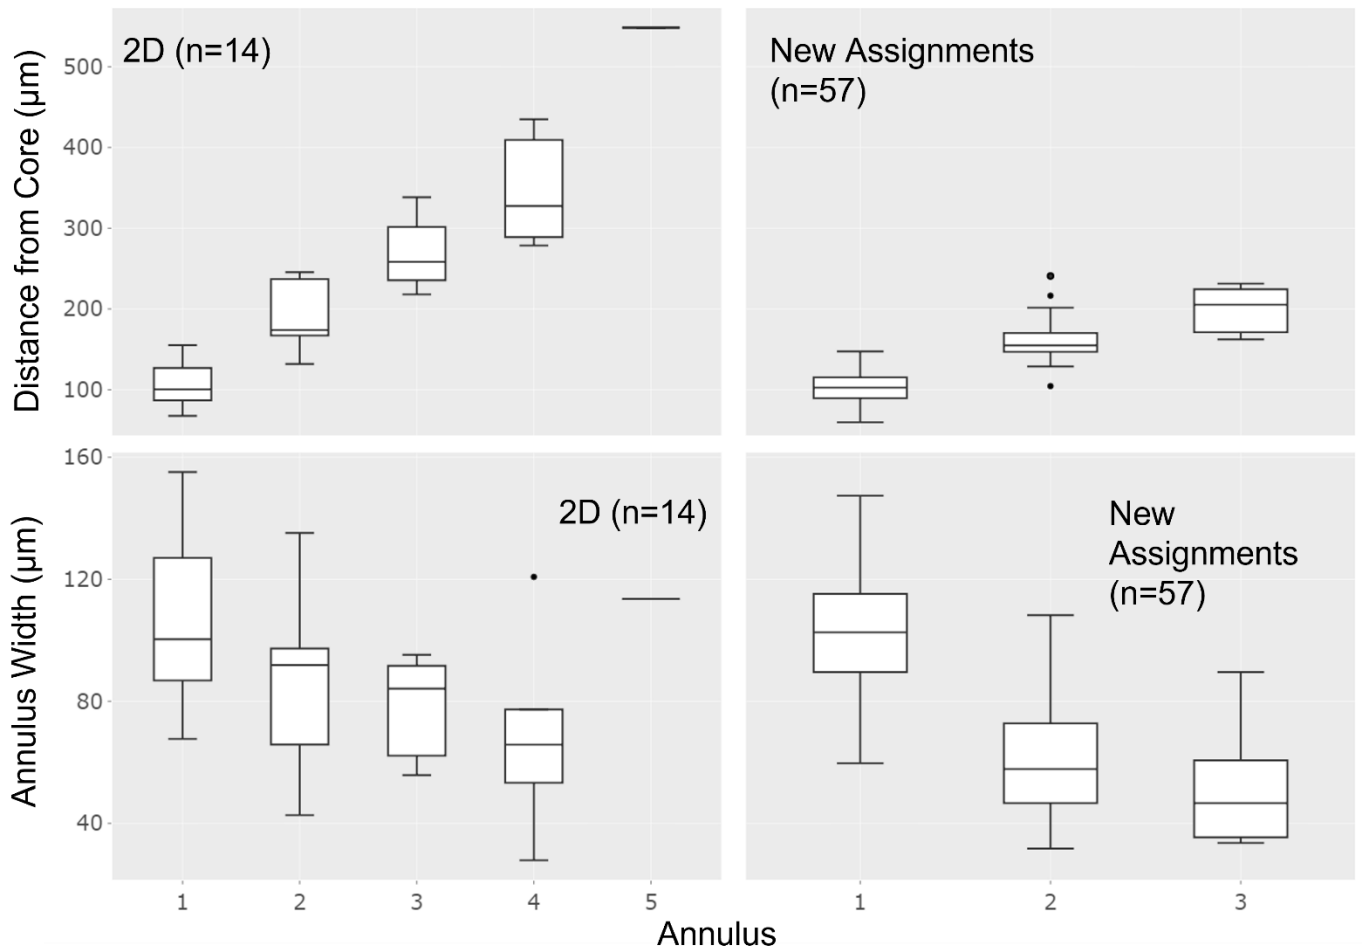 Distance from Core (µm)
500
400
300
200
100
2D (n=14)
New Assignments
(n=57)
Annulus Width (µm)
160
120
80
40
2D (n=14)
New
Assignments
(n=57)
1 2 3 4 5
1 2 3
Annulus